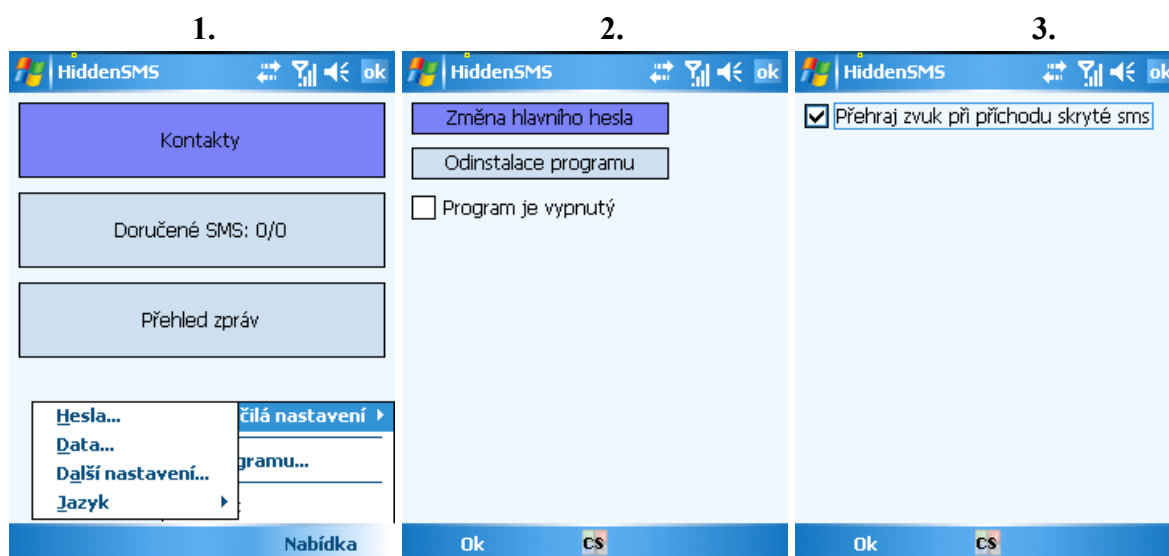 1.
HiddenSMS ok
Kontakty
Doručené SMS: 0/0
Přehled zpráv
Hesla...
Data...
Další nastavení...
Jazyk
čilá nastavení
gramu...
Nabídka
2.
HiddenSMS ok
Změna hlavního hesla
Odinstalace programu
Program je vypnutý
Ok CS
3.
HiddenSMS ok
Přehraj zvuk při příchodu skryté sms
Ok CS